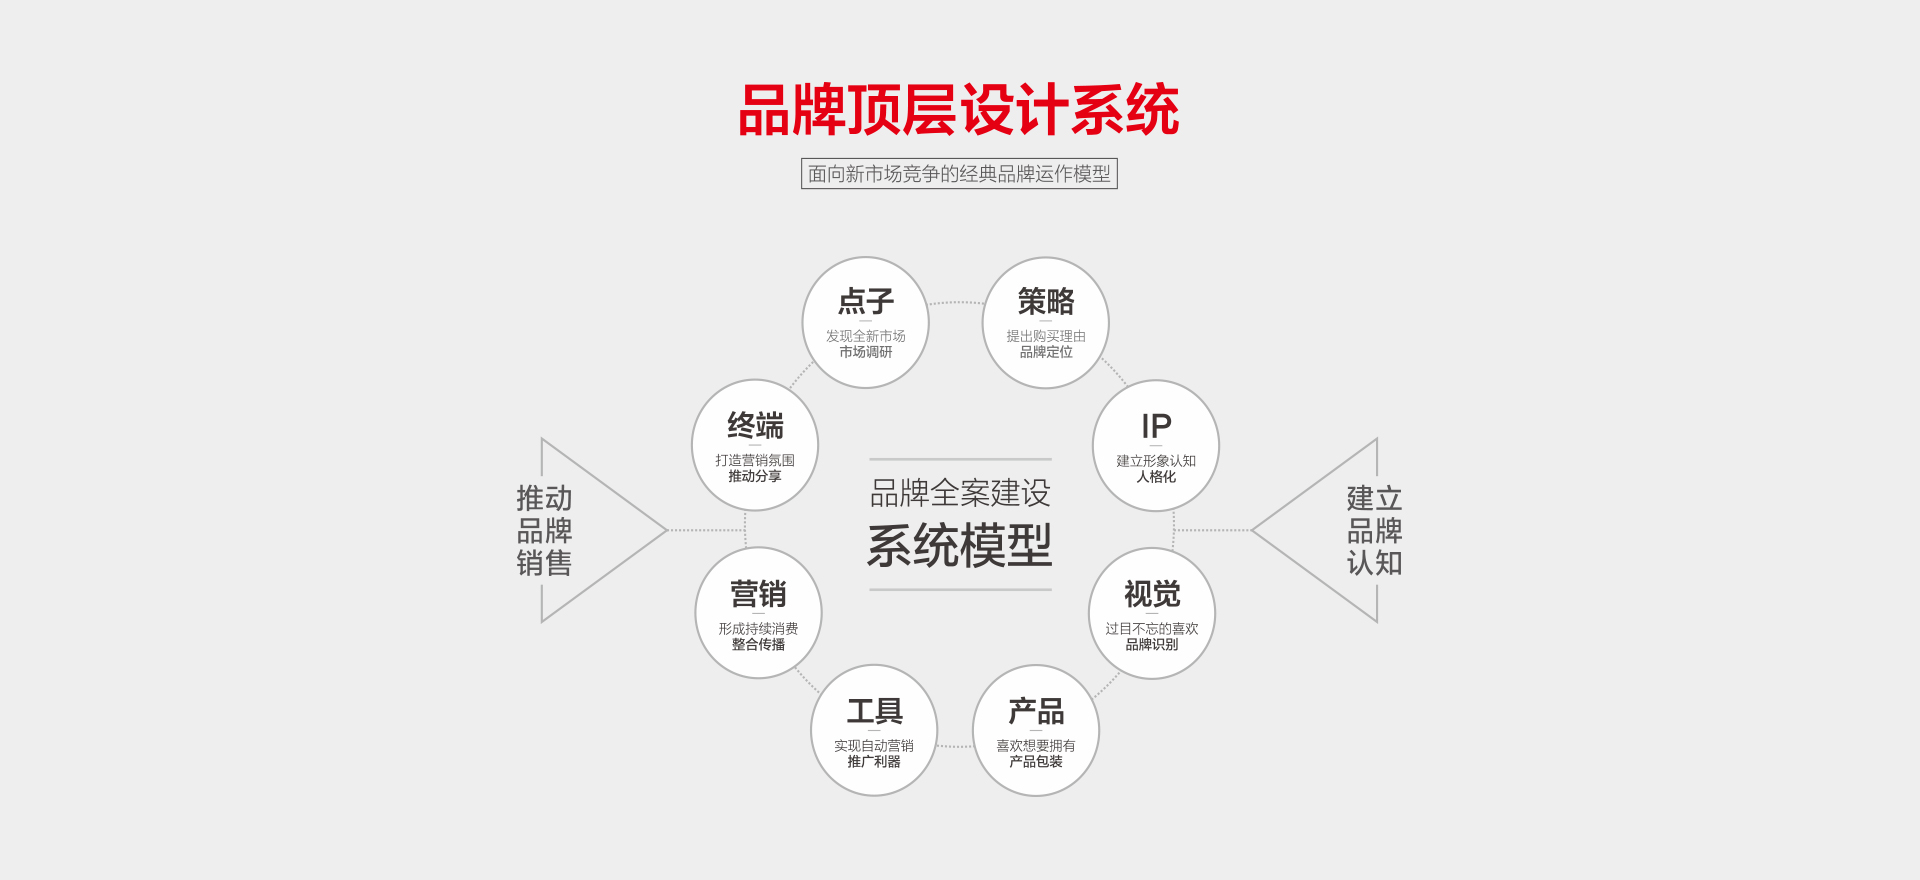 品牌顶层设计系统
面向新市场竞争的经典品牌运作模型
点子
发现全新市场
市场调研
策略
提出购买理由
品牌定位
终端
打造营销氛围
推动分享
IP
建立形象认知
人格化
推动
品牌
销售
品牌全案建设
系统模型
建立
品牌
认知
营销
形成持续消费
整合传播
视觉
过目不忘的喜欢
品牌识别
工具
实现自动营销
推广利器
产品
喜欢想要拥有
产品包装